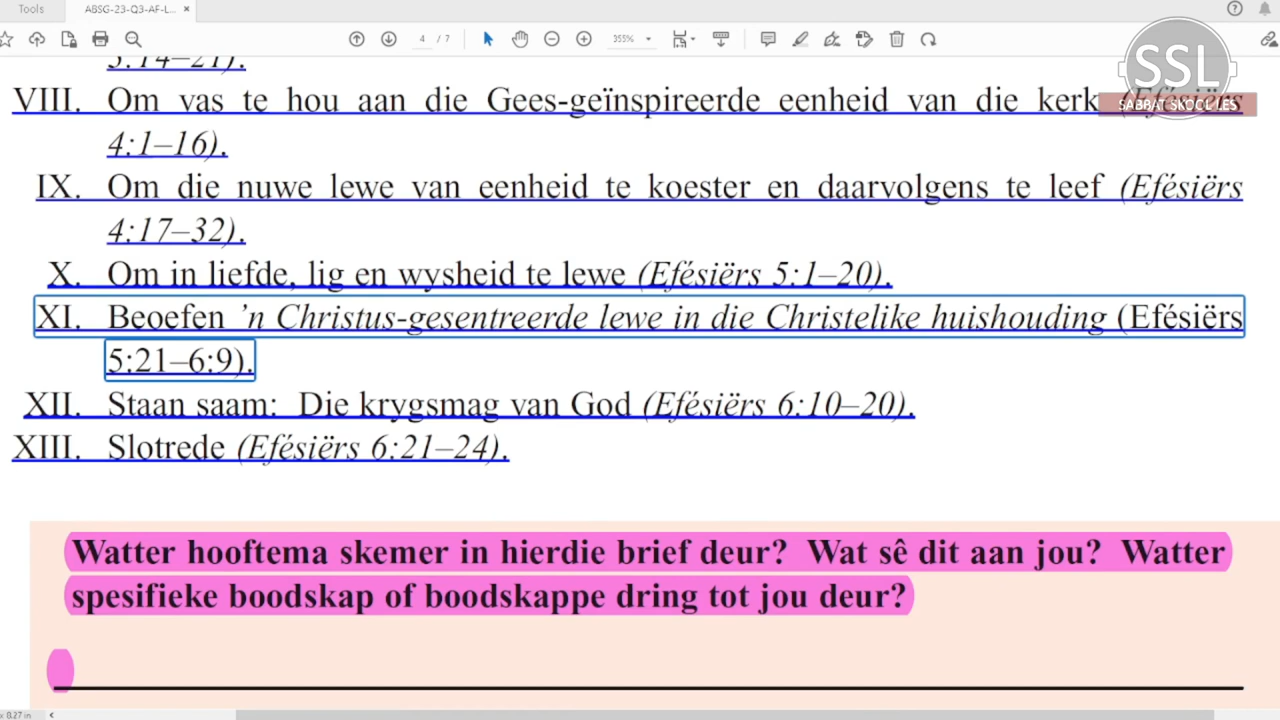 Tools ABSG-23-Q3-AF-L... ×
4 / 7 355%
5:14–21).
VIII. Om vas te hou aan die Gees-geïnspireerde eenheid van die kerk (Efésiërs
4:1–16).
IX. Om die nuwe lewe van eenheid te koester en daarvolgens te leef (Efésiërs
4:17–32).
X. Om in liefde, lig en wysheid te lewe (Efésiërs 5:1–20).
XI. Beoefen ’n Christus-gesentreerde lewe in die Christelike huishouding (Efésiërs
5:21–6:9).
XII. Staan saam: Die krygsmag van God (Efésiërs 6:10–20).
XIII. Slotrede (Efésiërs 6:21–24).
Watter hooftema skemer in hierdie brief deur? Wat sê dit aan jou? Watter
spesifieke boodskap of boodskappe dring tot jou deur?
x 8.27 in
SSL
SABBAT SKOOL LES